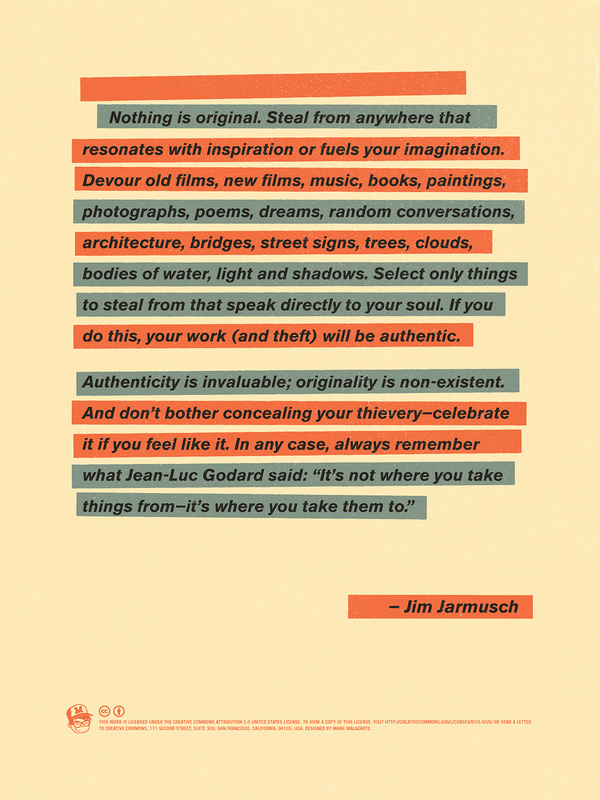 Nothing is original. Steal from anywhere that
resonates with inspiration or fuels your imagination.
Devour old films, new films, music, books, paintings,
photographs, poems, dreams, random conversations,
architecture, bridges, street signs, trees, clouds,
bodies of water, light and shadows. Select only things
to steal from that speak directly to your soul. If you
do this, your work (and theft) will be authentic.
Authenticity is invaluable; originality is non-existent.
And don’t bother concealing your thievery—celebrate
it if you feel like it. In any case, always remember
what Jean-Luc Godard said: “It’s not where you take
things from—it’s where you take them to.”
– Jim Jarmusch
M
cc
THIS WORK IS LICENSED UNDER THE CREATIVE COMMONS ATTRIBUTION 3.0 UNITED STATES LICENSE. TO VIEW A COPY OF THIS LICENSE, VISIT HTTP://CREATIVECOMMONS.ORG/LICENSES/BY/3.0/US/ OR SEND A LETTER
TO CREATIVE COMMONS, 171 SECOND STREET, SUITE 300, SAN FRANCISCO, CALIFORNIA, 94105, USA. DESIGNED BY MARK MALAZARTE.